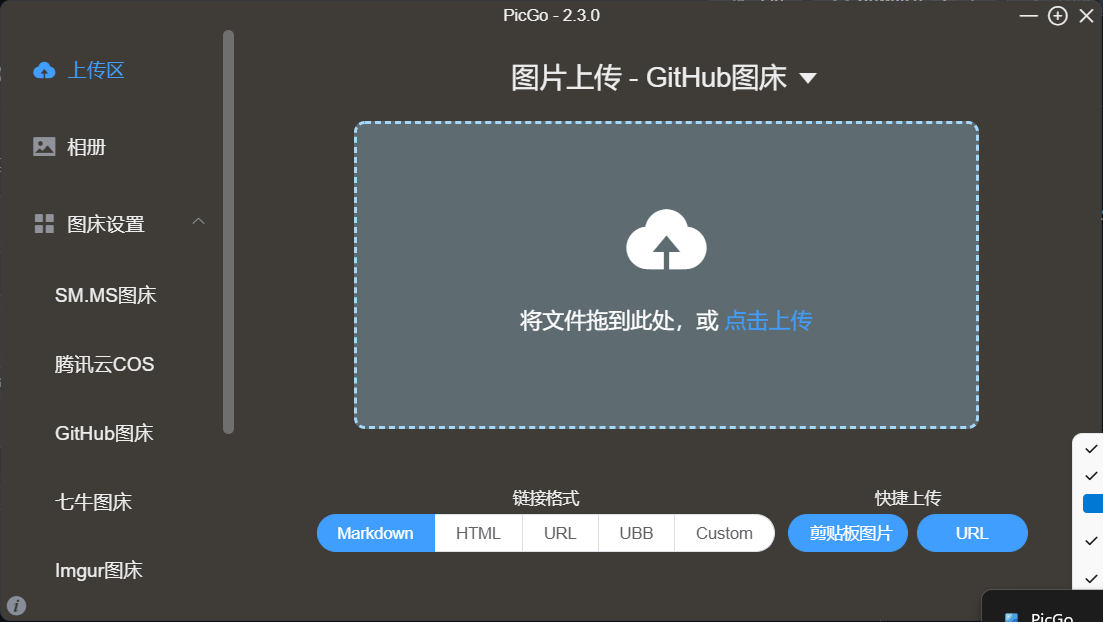 PicGo - 2.3.0
上传区
相册
图床设置
SM.MS图床
腾讯云COS
GitHub图床
七牛图床
Imgur图床
图片上传 - GitHub图床
将文件拖到此处，或 点击上传
链接格式
Markdown HTML URL UBB Custom
快捷上传
剪贴板图片 URL
PicGo